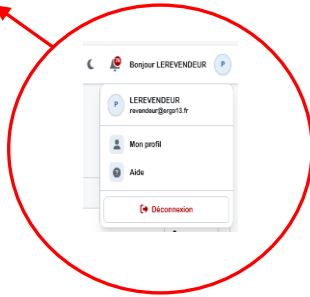 Bonjour LEREVENDEUR P
P LEREVENDEUR
revendeur@ergo13.fr
Mon profil
Aide
Déconnexion